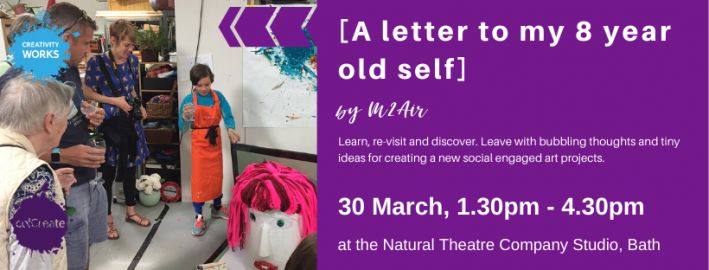 CREATIVITY
WORKS
coCreate
[A letter to my 8 year
old self]
by M2Air
Learn, re-visit and discover. Leave with bubbling thoughts and tiny
ideas for creating a new social engaged art projects.
30 March, 1.30pm - 4.30pm
at the Natural Theatre Company Studio, Bath